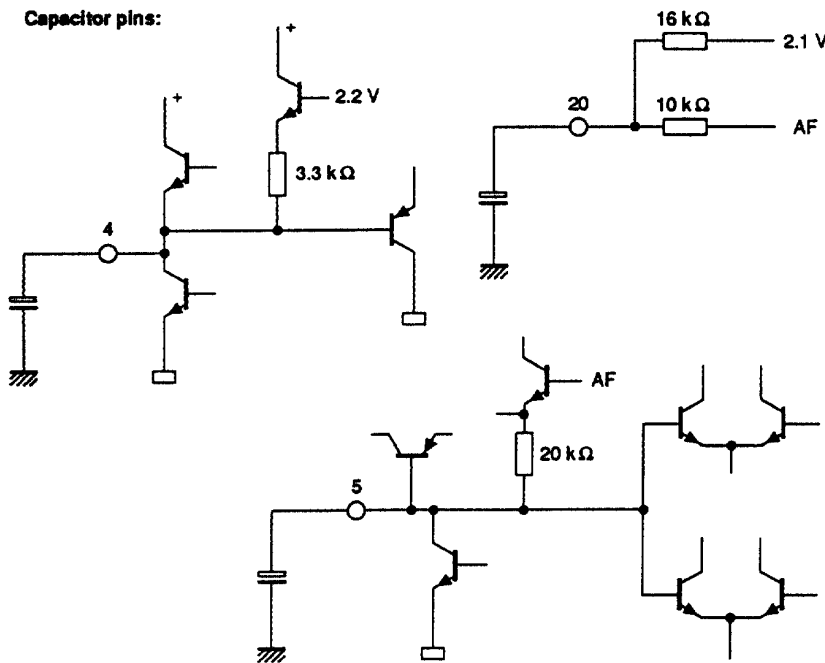 Capacitor pins:
+
+
2.2 V
3.3 kΩ
4
16 kΩ
2.1 V
20
10 kΩ
AF
AF
20 kΩ
5